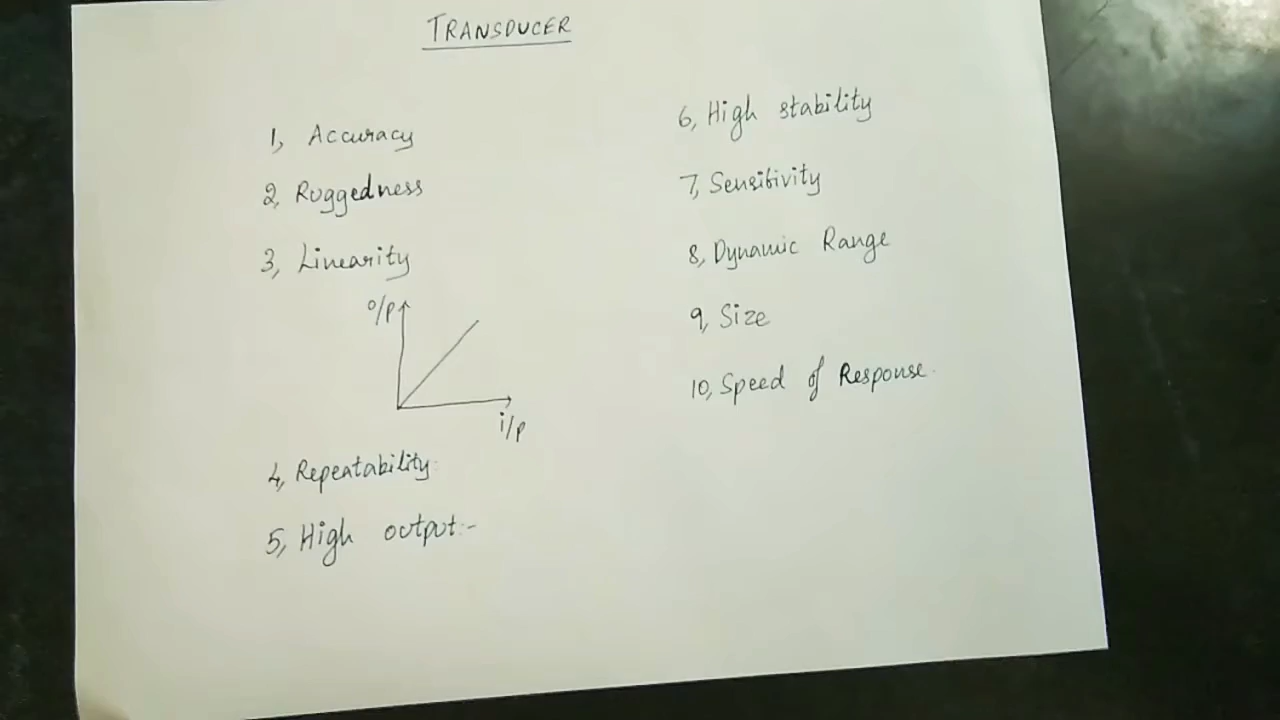 TRANSDUCER
1, Accuracy
2, Ruggedness
3, Linearity
o/p
i/p
4, Repeatability:
5, High output:-
6, High stability
7, Sensitivity
8, Dynamic Range
9, Size
10, Speed of Response.